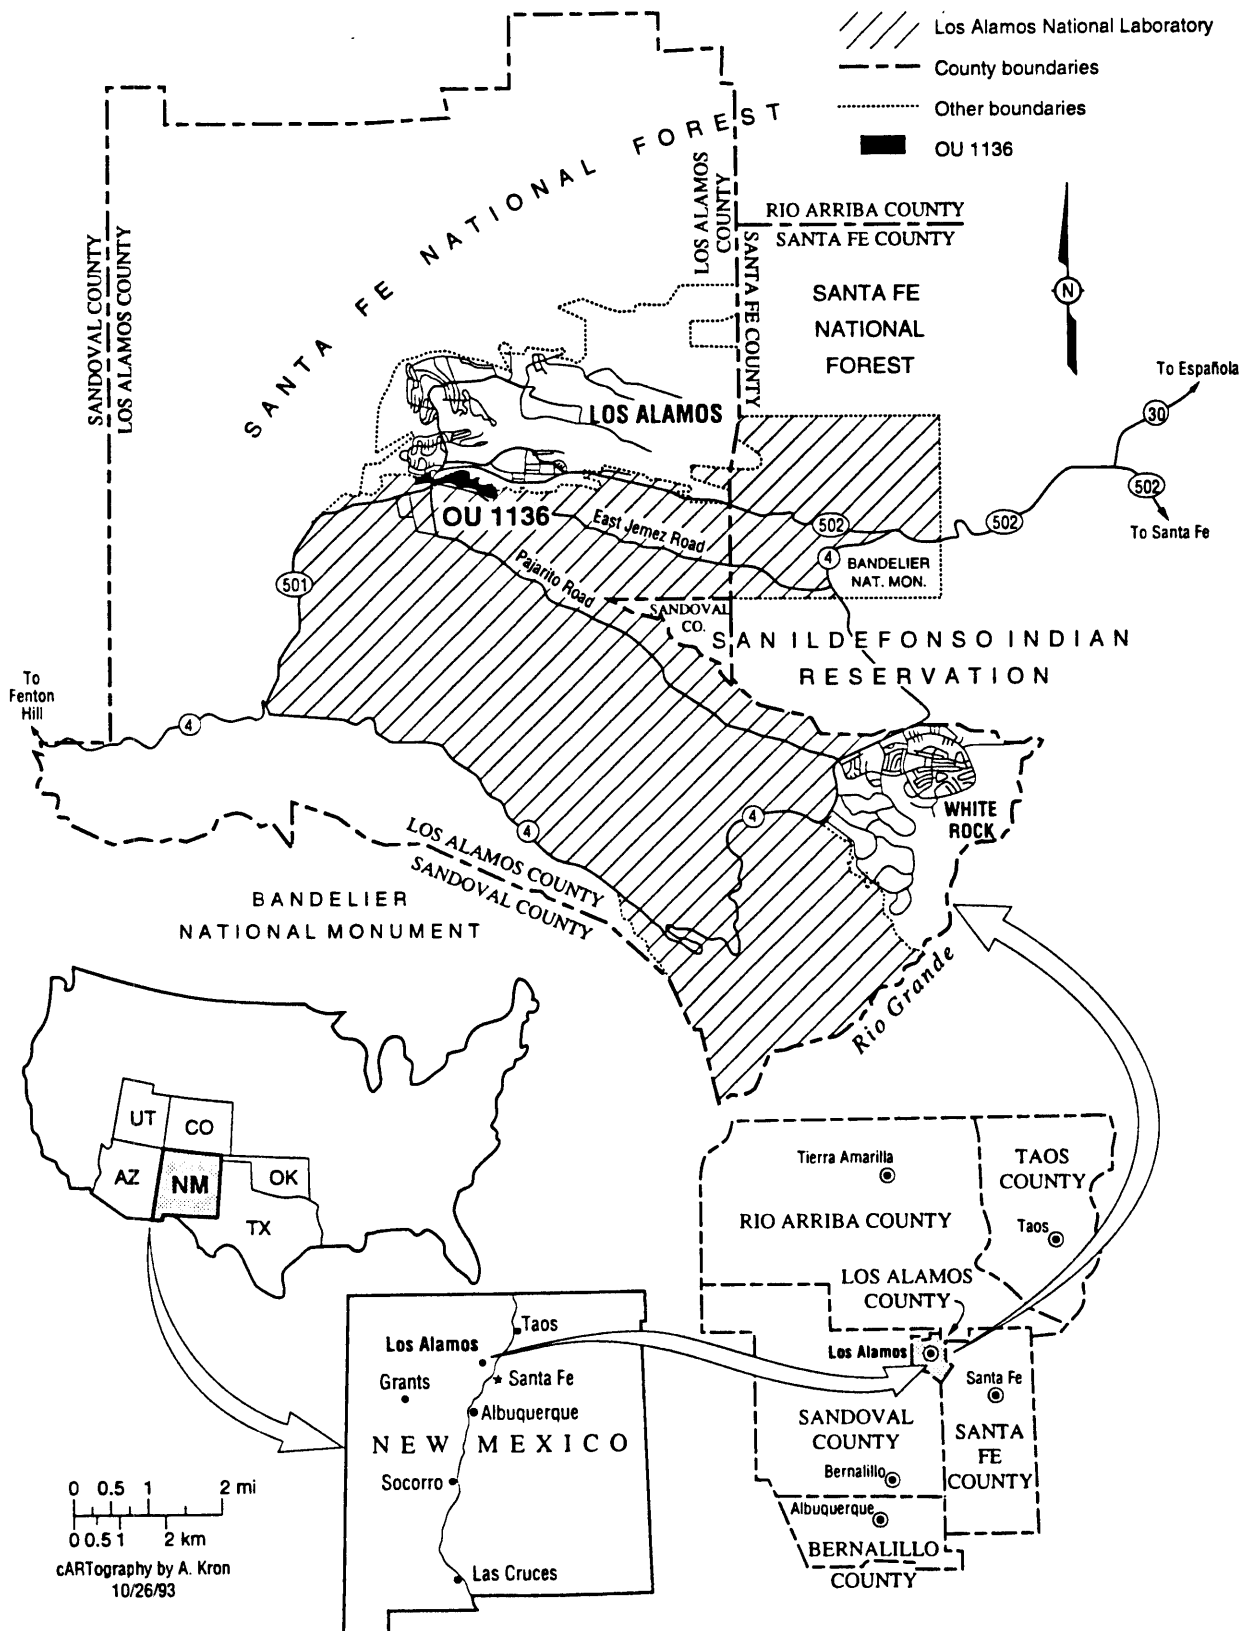 Los Alamos National Laboratory
County boundaries
Other boundaries
OU 1136
SANTA FE NATIONAL FOREST
LOS ALAMOS
COUNTY
RIO ARRIBA COUNTY
SANTA FE COUNTY
SANTA FE COUNTY
SANDOVAL COUNTY
LOS ALAMOS COUNTY
N
SANTA FE
NATIONAL
FOREST
To Española
30
LOS ALAMOS
502
502
502
To Santa Fe
OU 1136
East Jemez Road
4
BANDELIER
NAT. MON.
Pajarito Road
501
SANDOVAL
CO.
SAN ILDEFONSO INDIAN
RESERVATION
To
Fenton
Hill
4
4
4
WHITE
ROCK
LOS ALAMOS COUNTY
SANDOVAL COUNTY
BANDELIER
NATIONAL MONUMENT
Rio Grande
UT
CO
AZ
NM
OK
TX
Tierra Amarilla
TAOS
COUNTY
RIO ARRIBA COUNTY
Taos
LOS ALAMOS
COUNTY
Los Alamos
Santa Fe
SANDOVAL
COUNTY
SANTA
FE
COUNTY
Bernalillo
Albuquerque
BERNALILLO
COUNTY
Taos
Los Alamos
Santa Fe
Grants
Albuquerque
NEW MEXICO
Socorro
Las Cruces
0 0.5 1 2 mi
0 0.5 1 2 km
cARTography by A. Kron
10/26/93